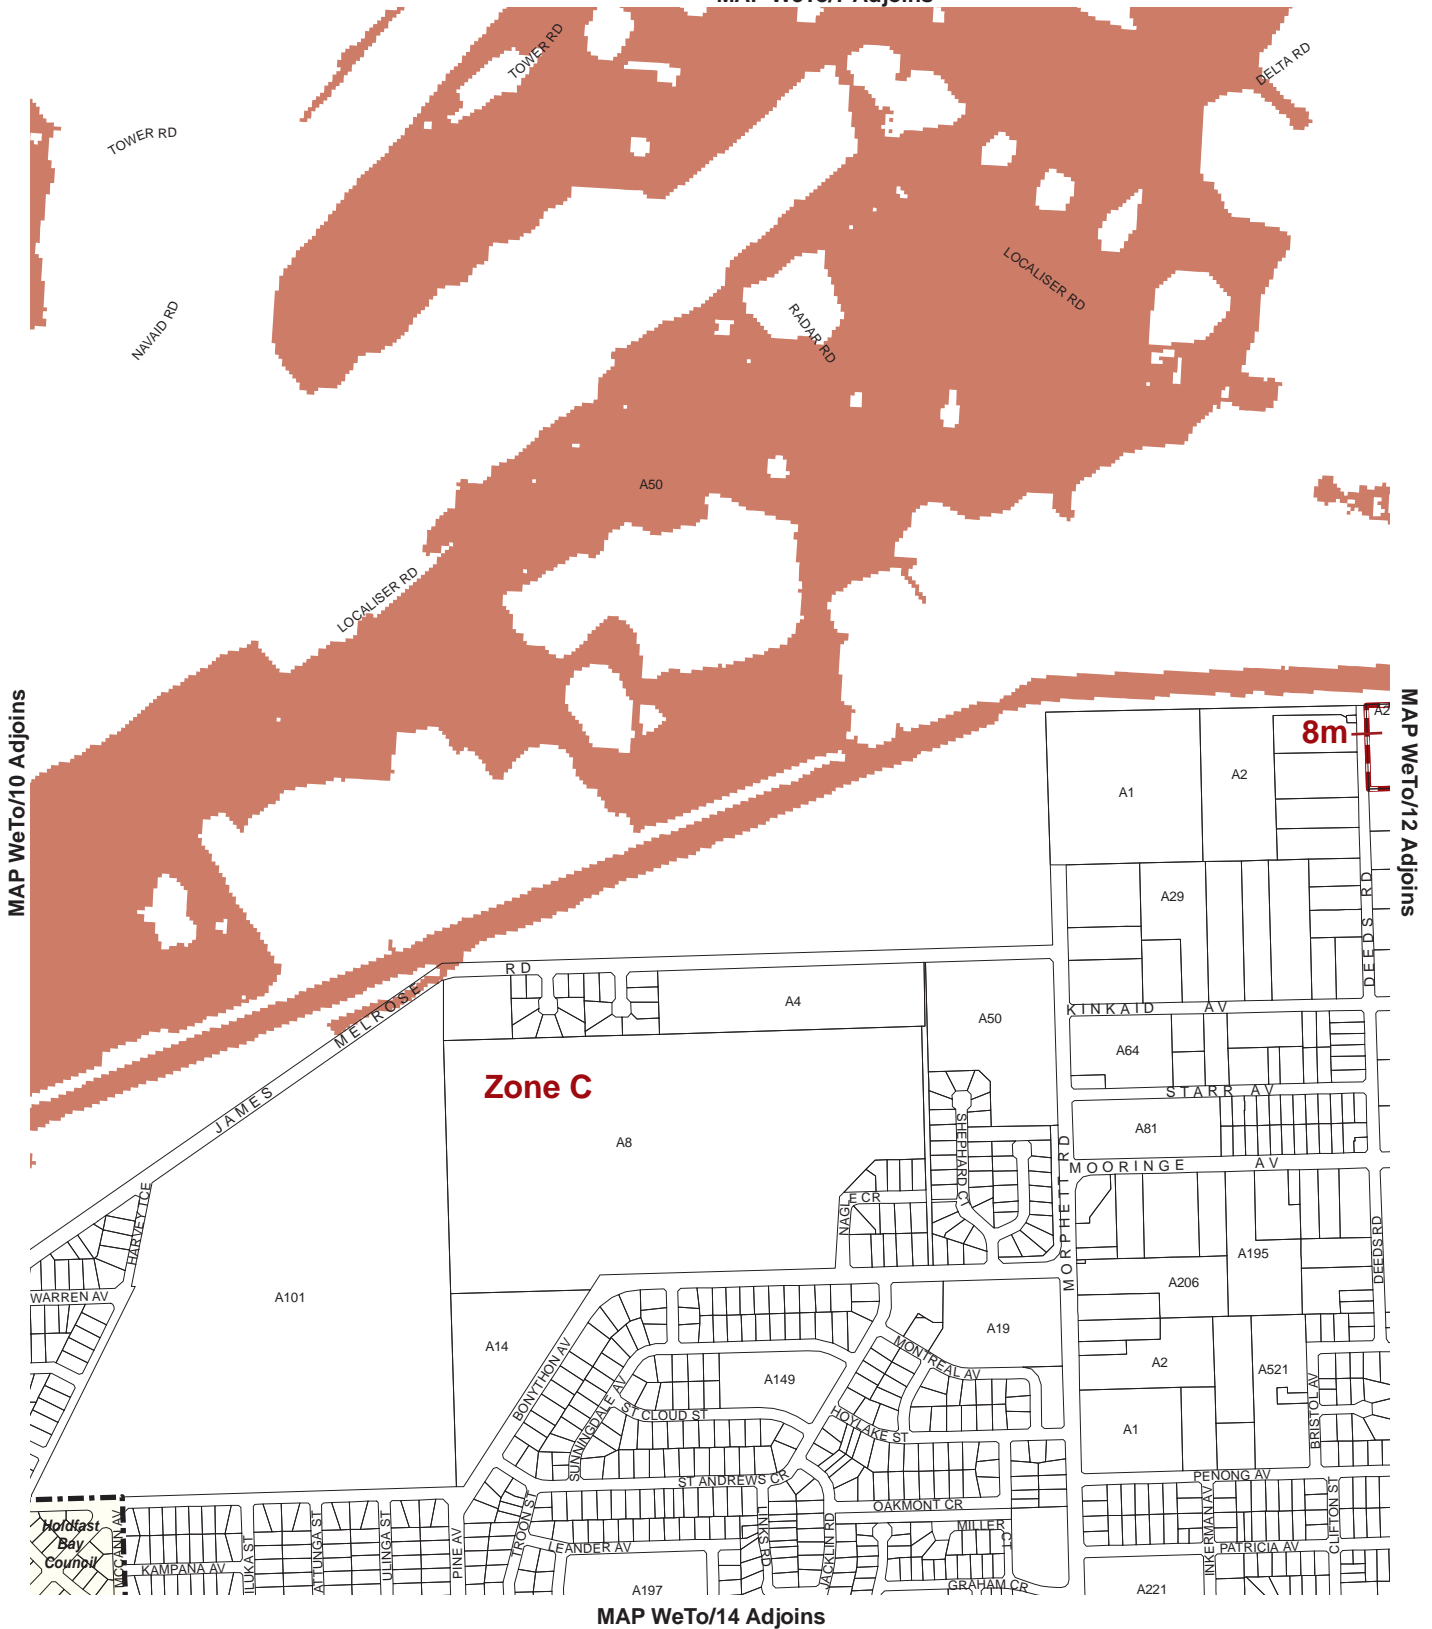 TOWER RD
DELTA RD
TOWER RD
NAVAID RD
LOCALISER RD
RADAR RD
A50
LOCALISER RD
MAP WeTo/10 Adjoins
MAP WeTo/12 Adjoins
8m
A1
A2
A29
DEEDS RD
RD
A4
A50
KINKAID AV
A64
JAMES MELROSE
Zone C
STARR AV
A8
A81
SHEPHARD CT
MORPHETT RD
MOORINGE AV
HARVEY TCE
NAGLE CR
DEEDS RD
A195
A206
WARREN AV
A101
A14
A19
BONYTHON AV
MONTREAL AV
A2
A521
A149
SUNNINGDALE AV
ST CLOUD ST
HOYLAKE ST
A1
BRISTOL AV
ST ANDREWS CR
PENONG AV
OAKMONT CR
Holdfast
Bay
Council
MCCANN AV
KAMPANA AV
ILUKA ST
ATTUNGA ST
ULINGA ST
PINE AV
TROON ST
LEANDER AV
LINKS RD
JACKLIN RD
MILLER CT
INKERMAN AV
PATRICIA AV
CLIFTON ST
A197
GRAHAM CR
A221
MAP WeTo/14 Adjoins